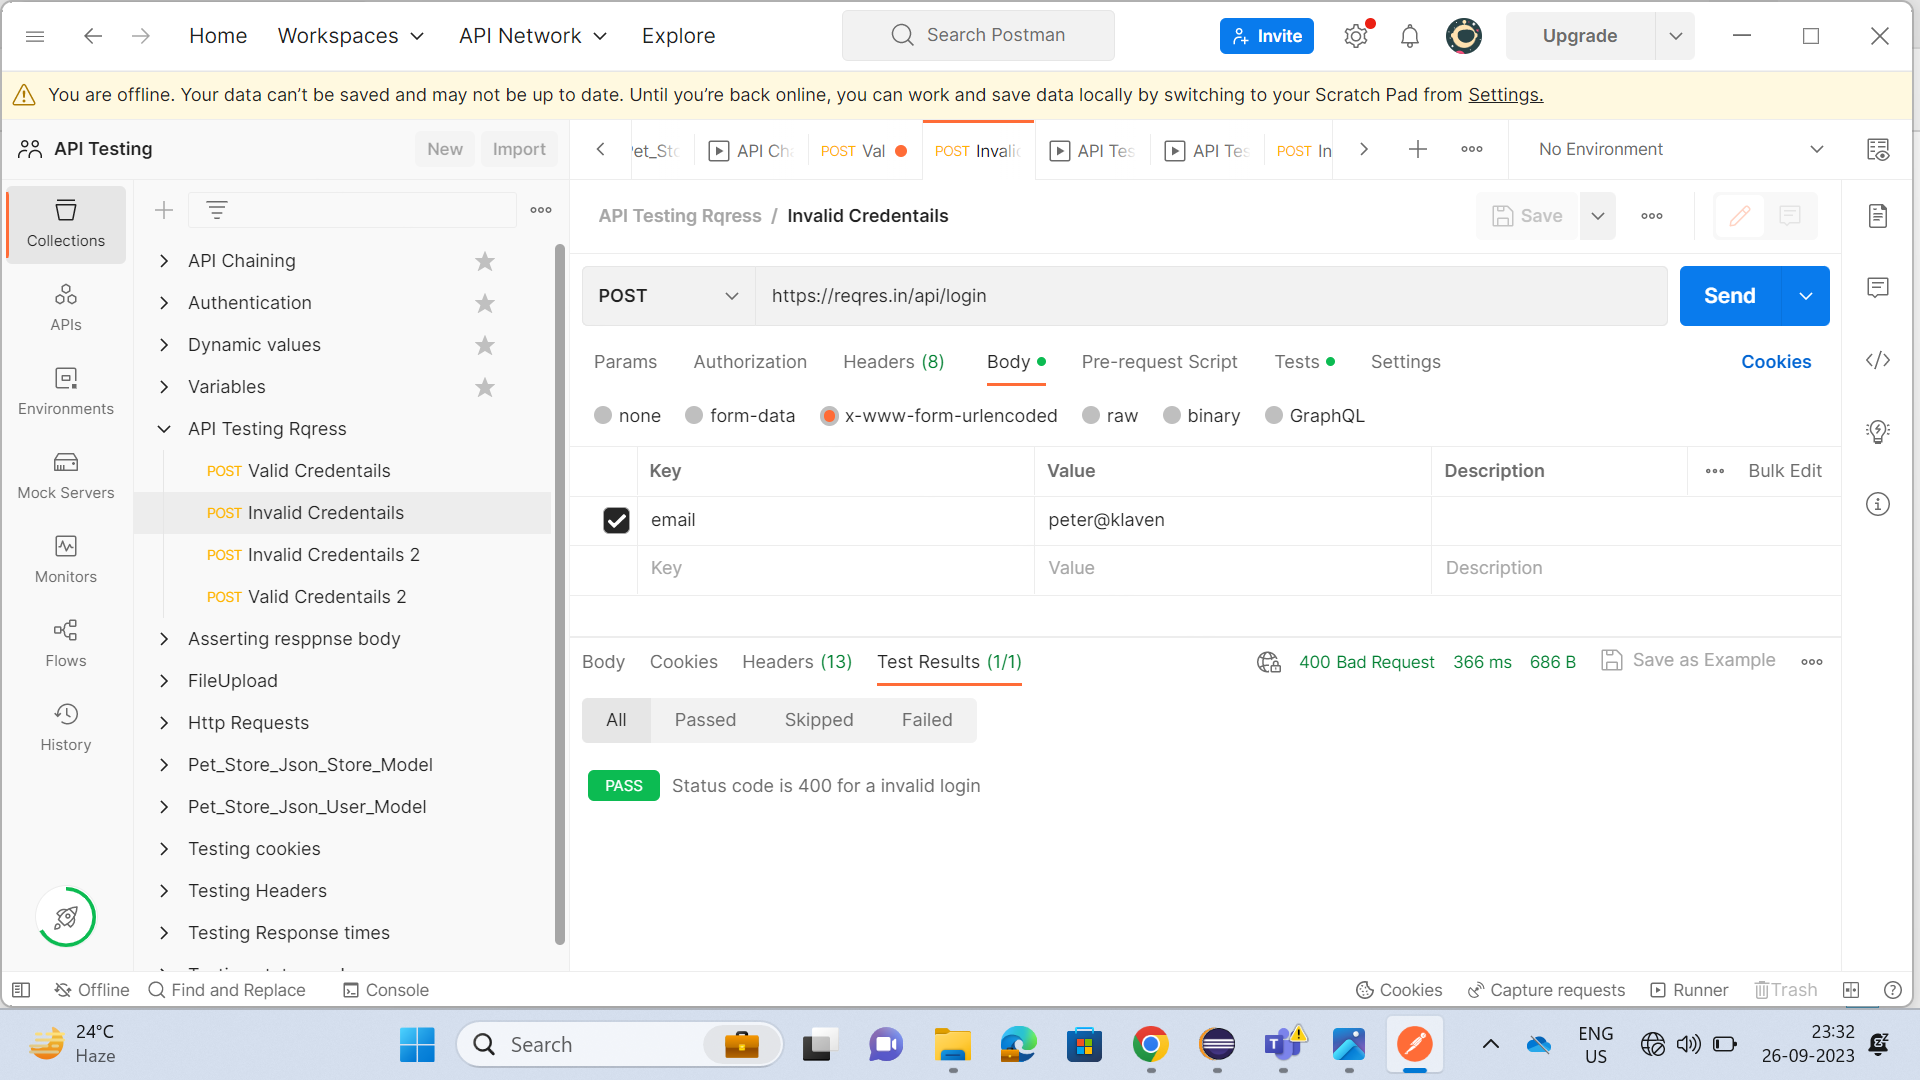 Home Workspaces API Network Explore Search Postman Invite Upgrade
You are offline. Your data can’t be saved and may not be up to date. Until you’re back online, you can work and save data locally by switching to your Scratch Pad from Settings.
API Testing New Import
API Cha POST Val POST Invalid API Tes API Tes POST In No Environment
Collections
APIs
Environments
Mock Servers
Monitors
Flows
History
API Chaining
Authentication
Dynamic values
Variables
API Testing Rqress
POST Valid Credentails
POST Invalid Credentails
POST Invalid Credentails 2
POST Valid Credentails 2
Asserting resppnse body
FileUpload
Http Requests
Pet_Store_Json_Store_Model
Pet_Store_Json_User_Model
Testing cookies
Testing Headers
Testing Response times
API Testing Rqress / Invalid Credentails Save
POST https://reqres.in/api/login Send
Params Authorization Headers (8) Body Pre-request Script Tests Settings Cookies
none form-data x-www-form-urlencoded raw binary GraphQL
Key Value Description Bulk Edit
email peter@klaven
Key Value Description
Body Cookies Headers (13) Test Results (1/1) 400 Bad Request 366 ms 686 B Save as Example
All Passed Skipped Failed
PASS Status code is 400 for a invalid login
Offline Find and Replace Console Cookies Capture requests Runner Trash
24°C
Haze
Search
ENG
US
23:32
26-09-2023